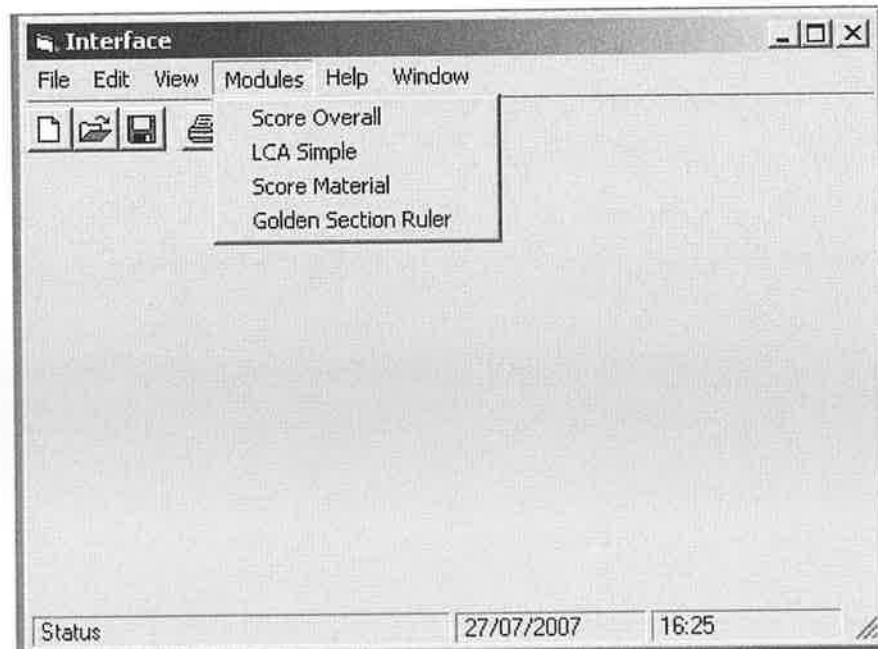 Interface
File Edit View Modules Help Window
Score Overall
LCA Simple
Score Material
Golden Section Ruler
Status 27/07/2007 16:25